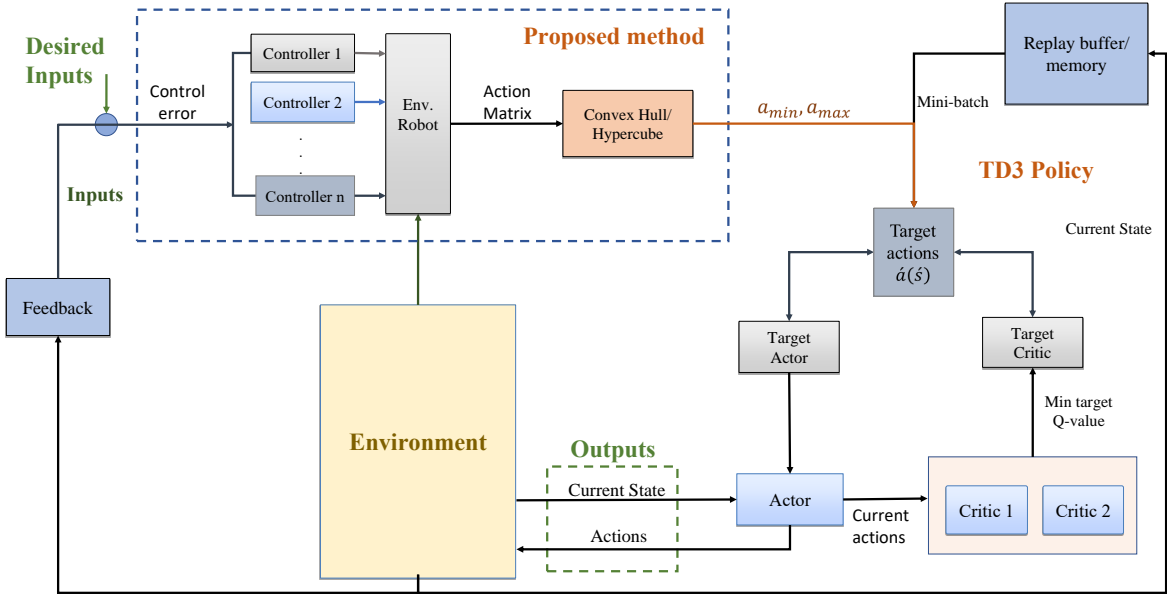 Desired
Inputs
Control
error
Inputs
Feedback
Proposed method
Controller 1
Controller 2
.
.
.
.
Controller n
Env.
Robot
Action
Matrix
Convex Hull/
Hypercube
a_min, a_max
Mini-batch
Replay buffer/
memory
TD3 Policy
Current State
Target
actions
á(ś)
Target
Actor
Target
Critic
Min target
Q-value
Environment
Outputs
Current State
Actions
Actor
Current
actions
Critic 1
Critic 2